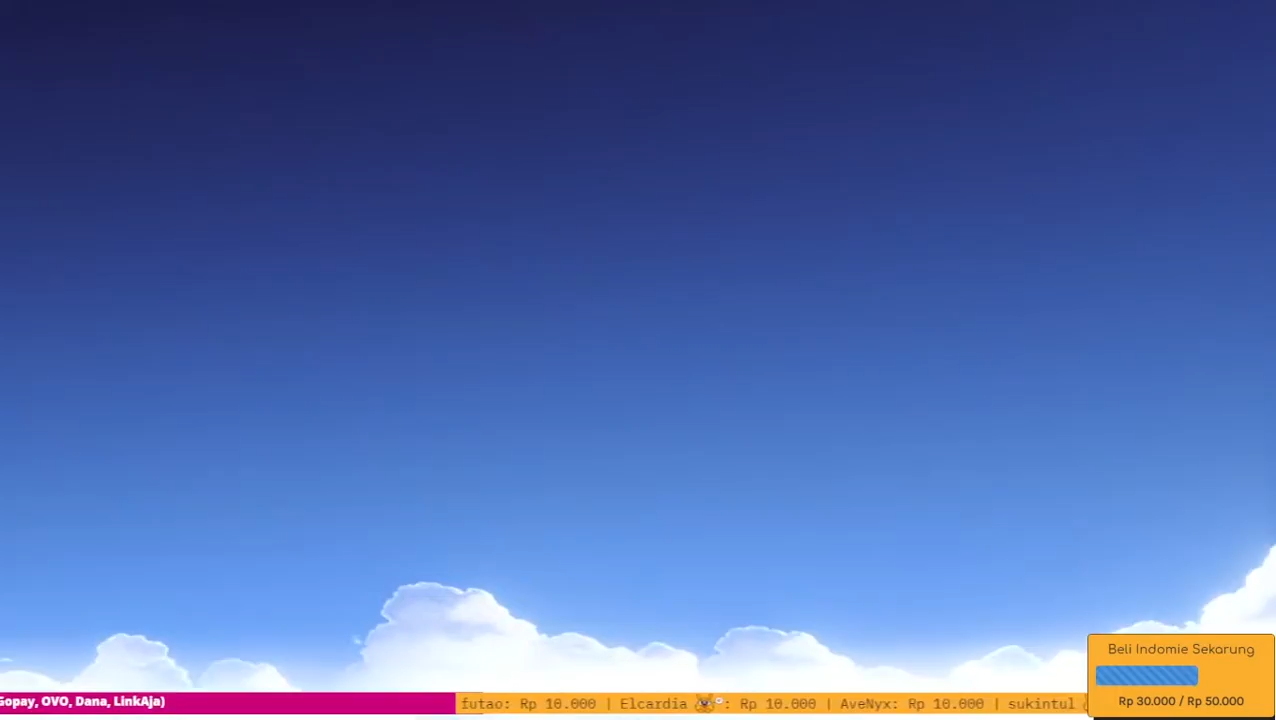 Beli Indomie Sekarung
Rp 30.000 / Rp 50.000
Gopay, OVO, Dana, LinkAja)
futao: Rp 10.000 | Elcardia : Rp 10.000 | AveNyx: Rp 10.000 | sukintul